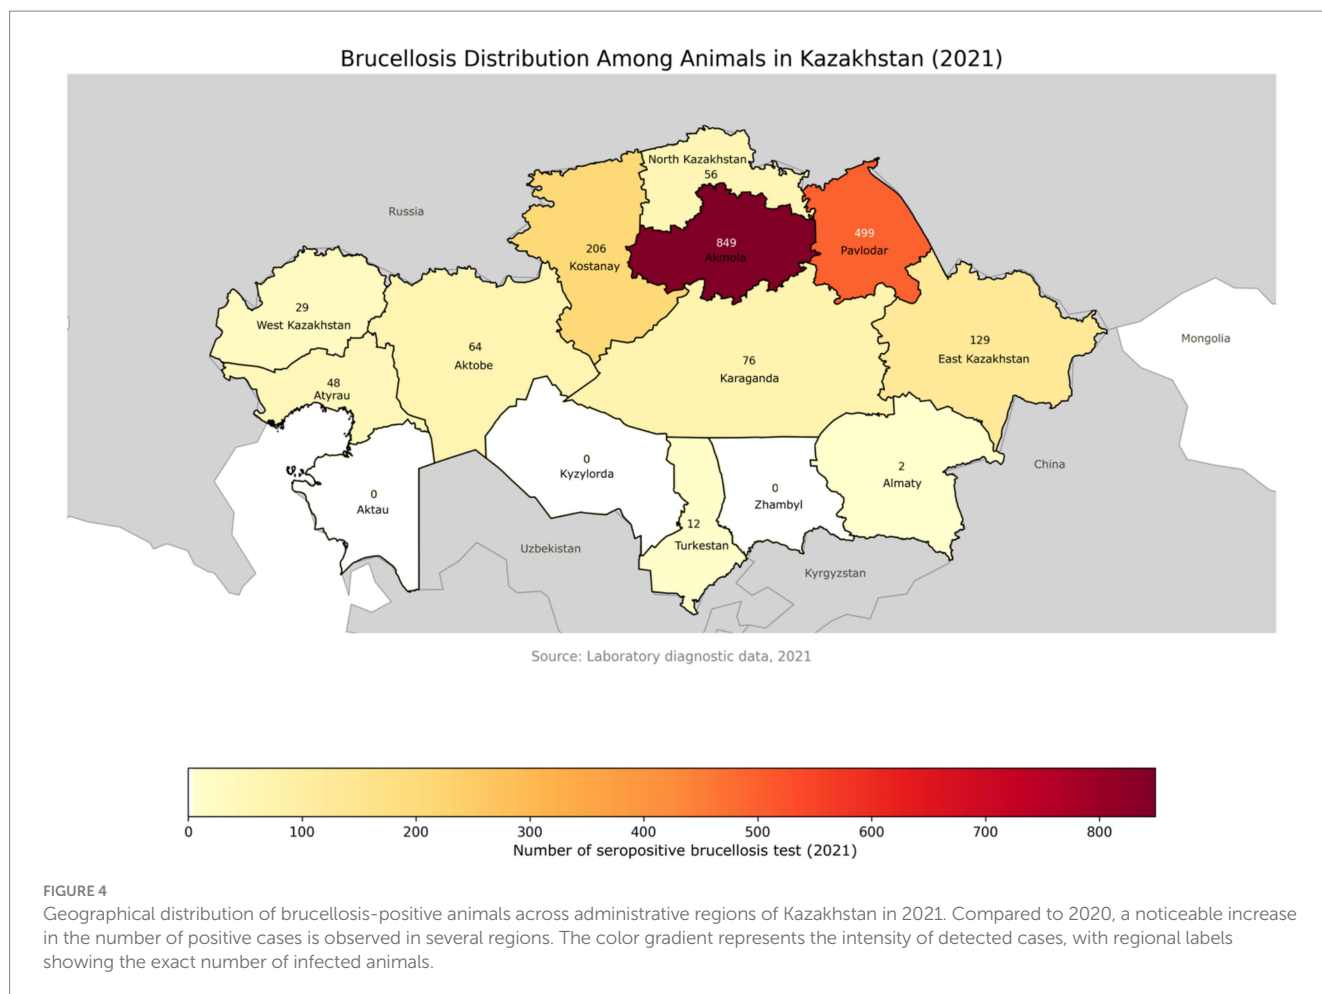 Brucellosis Distribution Among Animals in Kazakhstan (2021)
North Kazakhstan
56
Russia
499
Pavlodar
849
Akmola
206
Kostanay
29
West Kazakhstan
Mongolia
129
East Kazakhstan
64
Aktobe
76
Karaganda
48
Atyrau
0
Kyzylorda
China
2
Almaty
0
Aktau
0
Zhambyl
12
Turkestan
Uzbekistan
Kyrgyzstan
Source: Laboratory diagnostic data, 2021
0 100 200 300 400 500 600 700 800
Number of seropositive brucellosis test (2021)
FIGURE 4
Geographical distribution of brucellosis-positive animals across administrative regions of Kazakhstan in 2021. Compared to 2020, a noticeable increase
in the number of positive cases is observed in several regions. The color gradient represents the intensity of detected cases, with regional labels
showing the exact number of infected animals.